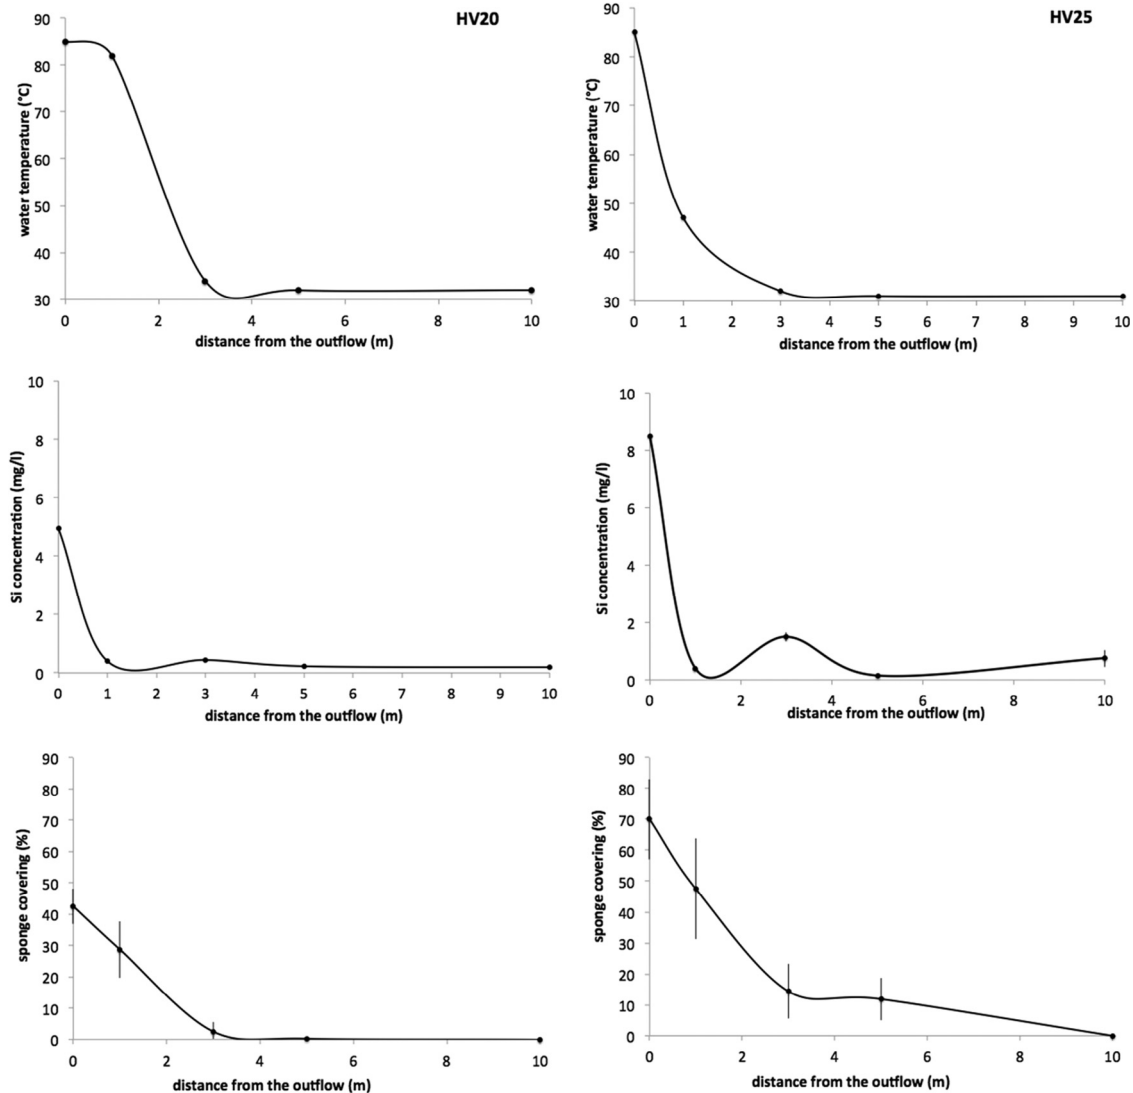 HV20
90
80
70
60
50
40
30
water temperature (°C)
0 2 4 6 8 10
distance from the outflow (m)
HV25
90
80
70
60
50
40
30
water temperature (°C)
0 1 2 3 4 5 6 7 8 9 10
distance from the outflow (m)
10
8
6
4
2
0
Si concentration (mg/l)
0 1 2 3 4 5 6 7 8 9 10
distance from the outflow (m)
10
8
6
4
2
0
Si concentration (mg/l)
0 2 4 6 8 10
distance from the outflow (m)
90
80
70
60
50
40
30
20
10
0
sponge covering (%)
0 2 4 6 8 10
distance from the outflow (m)
90
80
70
60
50
40
30
20
10
0
sponge covering (%)
0 2 4 6 8 10
distance from the outflow (m)